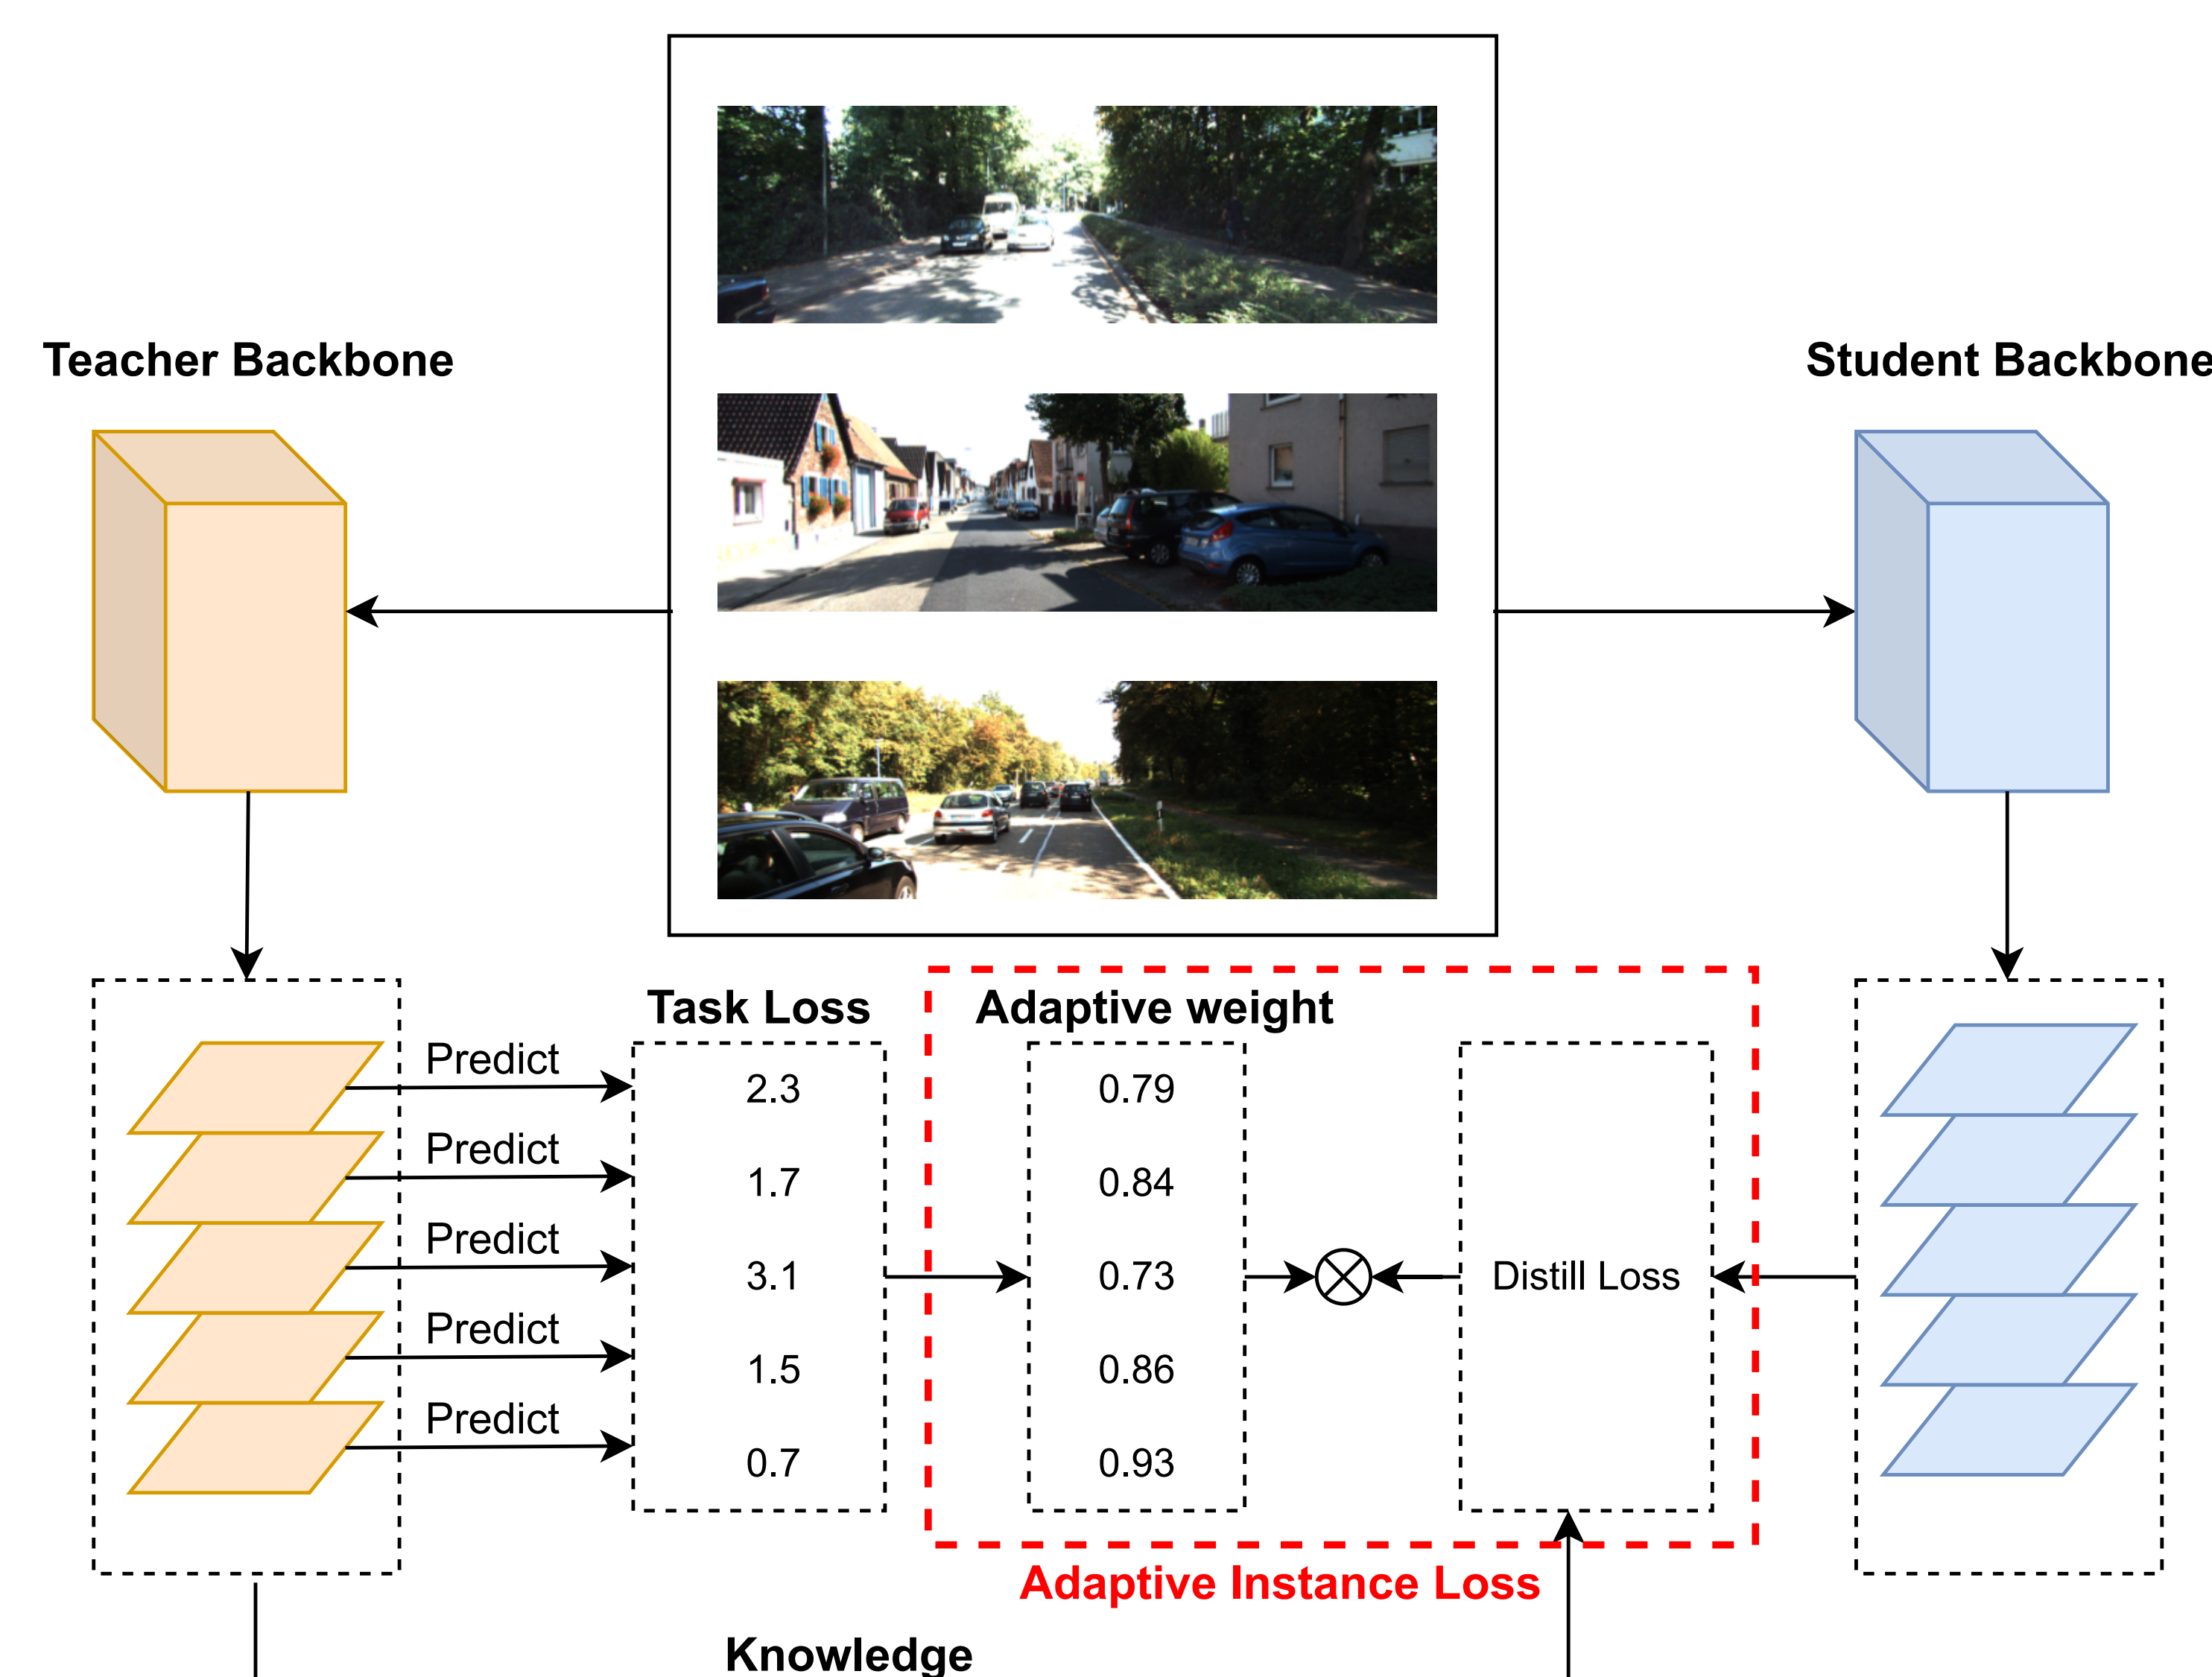 Teacher Backbone
Student Backbone
Task Loss
Adaptive weight
Predict
Predict
Predict
Predict
Predict
2.3
1.7
3.1
1.5
0.7
0.79
0.84
0.73
0.86
0.93
Distill Loss
Adaptive Instance Loss
Knowledge